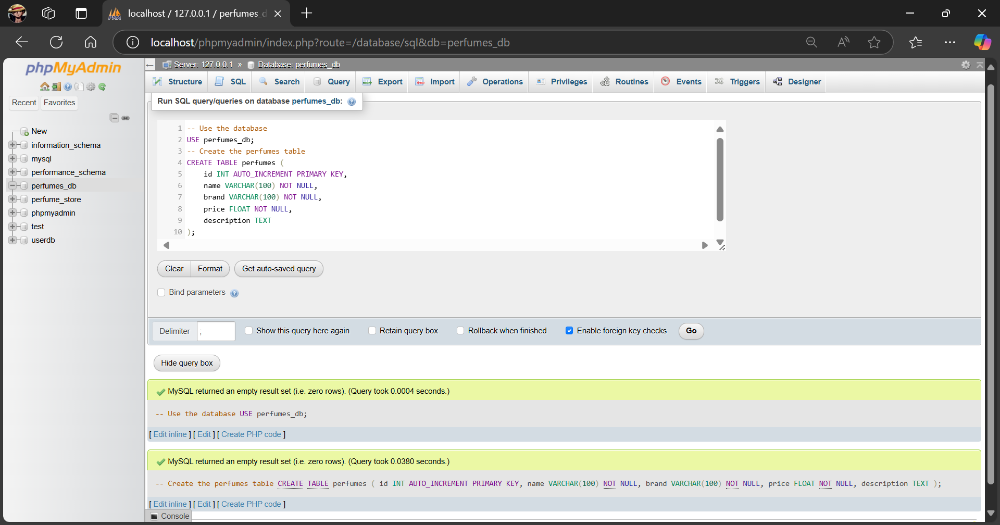 localhost / 127.0.0.1 / perfumes_d
localhost/phpmyadmin/index.php?route=/database/sql&db=perfumes_db
phpMyAdmin
Recent Favorites
New
information_schema
mysql
performance_schema
perfumes_db
perfume_store
phpmyadmin
test
userdb
Server: 127.0.0.1 » Database: perfumes_db
Structure SQL Search Query Export Import Operations Privileges Routines Events Triggers Designer
Run SQL query/queries on database perfumes_db:
1 -- Use the database
2 USE perfumes_db;
3 -- Create the perfumes table
4 CREATE TABLE perfumes (
5 id INT AUTO_INCREMENT PRIMARY KEY,
6 name VARCHAR(100) NOT NULL,
7 brand VARCHAR(100) NOT NULL,
8 price FLOAT NOT NULL,
9 description TEXT
10 );
Clear Format Get auto-saved query
Bind parameters
Delimiter ; Show this query here again Retain query box Rollback when finished Enable foreign key checks Go
Hide query box
MySQL returned an empty result set (i.e. zero rows). (Query took 0.0004 seconds.)
-- Use the database USE perfumes_db;
[ Edit inline ] [ Edit ] [ Create PHP code ]
MySQL returned an empty result set (i.e. zero rows). (Query took 0.0380 seconds.)
-- Create the perfumes table CREATE TABLE perfumes ( id INT AUTO_INCREMENT PRIMARY KEY, name VARCHAR(100) NOT NULL, brand VARCHAR(100) NOT NULL, price FLOAT NOT NULL, description TEXT );
[ Edit inline ] [ Edit ] [ Create PHP code ]
Console